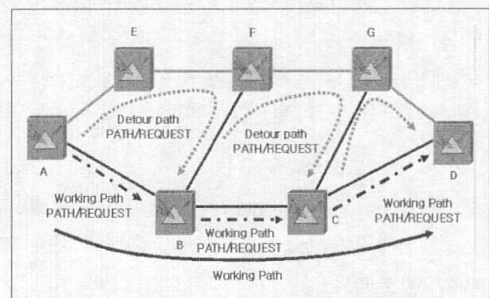 E
F
G
Detour path
PATH/REQUEST
Detour path
PATH/REQUEST
A
D
Working Path
PATH/REQUEST
B
Working Path
PATH/REQUEST
C
Working Path
PATH/REQUEST
Working Path